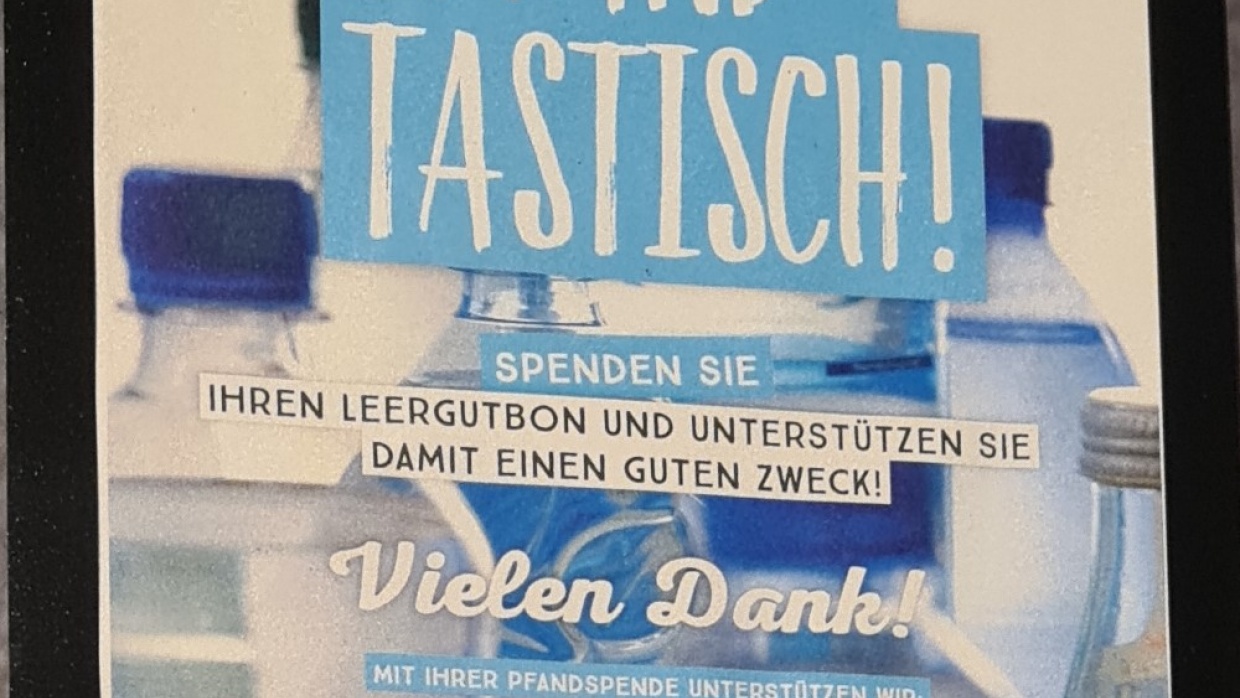 TASTISCH!
SPENDEN SIE
IHREN LEERGUTBON UND UNTERSTÜTZEN SIE
DAMIT EINEN GUTEN ZWECK!
Vielen Dank!
MIT IHRER PFANDSPENDE UNTERSTÜTZEN WIR: